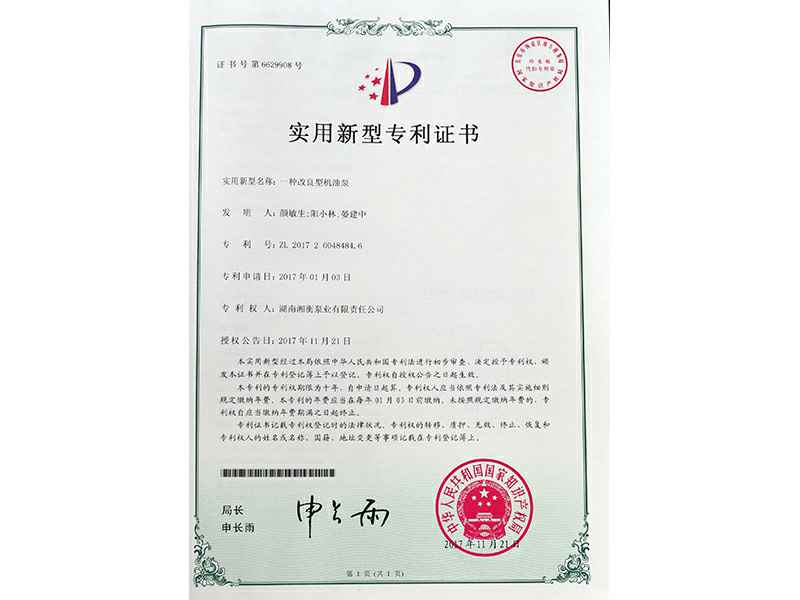 证书号第6629908号
实用新型专利证书
实用新型名称：一种改良型机油泵
发 明 人：颜敏生;阳小林;晏建中
专 利 号：ZL 2017 2 0048484.6
专利申请日：2017年01月03日
专 利 权 人：湖南湘衡泵业有限责任公司
授权公告日：2017年11月21日
本实用新型经过本局依照中华人民共和国专利法进行初步审查，决定授予专利权，颁
发本证书并在专利登记簿上予以登记。专利权自授权公告之日起生效。
本专利的专利权期限为十年，自申请日起算。专利权人应当依照专利法及其实施细则
规定缴纳年费。本专利的年费应当在每年01月03日前缴纳。未按照规定缴纳年费的，专
利权自应当缴纳年费期满之日起终止。
专利证书记载专利权登记时的法律状况。专利权的转移、质押、无效、终止、恢复和
专利权人的姓名或名称、国籍、地址变更等事项记载在专利登记簿上。
局长
申长雨
申长雨
中华人民共和国国家知识产权局
2017年11月21日
第 1 页 (共 1 页)